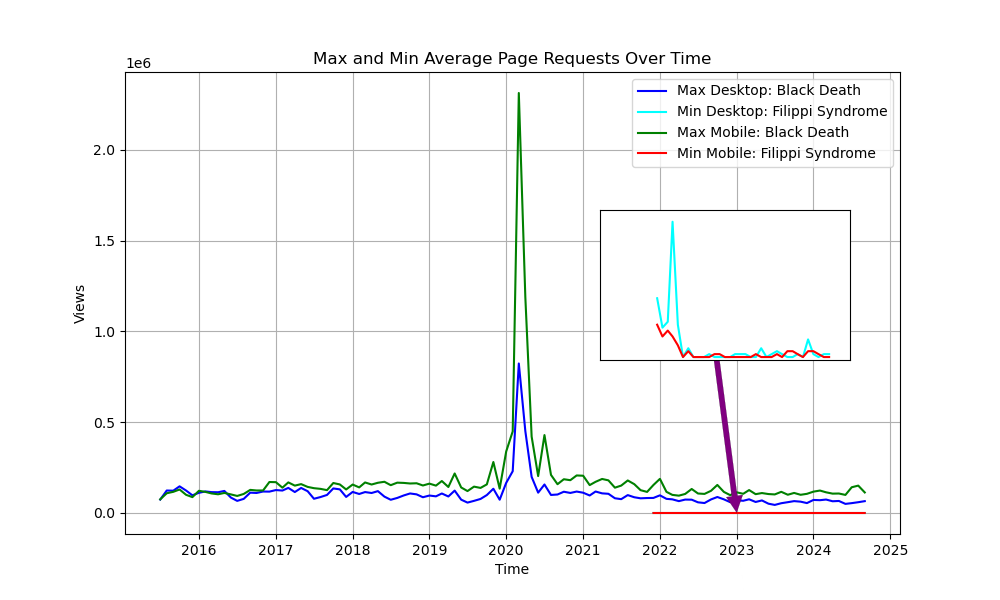 Max and Min Average Page Requests Over Time
1e6
Max Desktop: Black Death
Min Desktop: Filippi Syndrome
Max Mobile: Black Death
Min Mobile: Filippi Syndrome
2.0
1.5
1.0
0.5
0.0
Views
2016 2017 2018 2019 2020 2021 2022 2023 2024 2025
Time